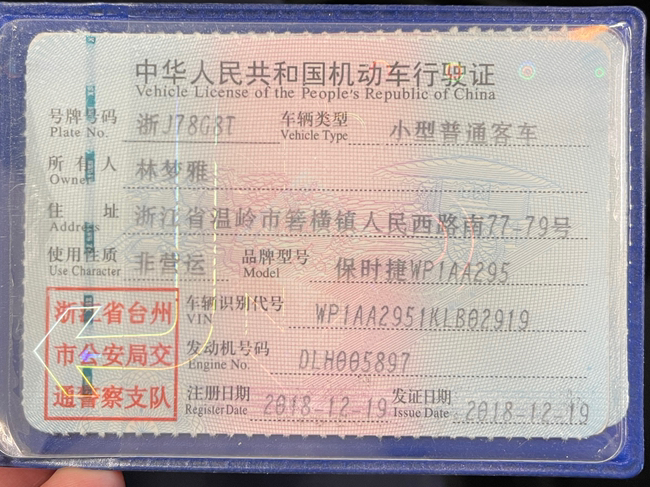 中华人民共和国机动车行驶证
Vehicle License of the People's Republic of China
号牌号码 浙J78G8T 车辆类型 小型普通客车
Plate No. Vehicle Type
所有人 林梦雅
Owner
住址 浙江省温岭市箬横镇人民西路南77-79号
Address
使用性质 非营运 品牌型号 保时捷WP1AA295
Use Character Model
浙江省台州 车辆识别代号 WP1AA2951KLB02919
VIN
市公安局交 发动机号码 DLH005897
Engine No.
通警察支队 注册日期 2018-12-19 发证日期 2018-12-19
Register Date Issue Date